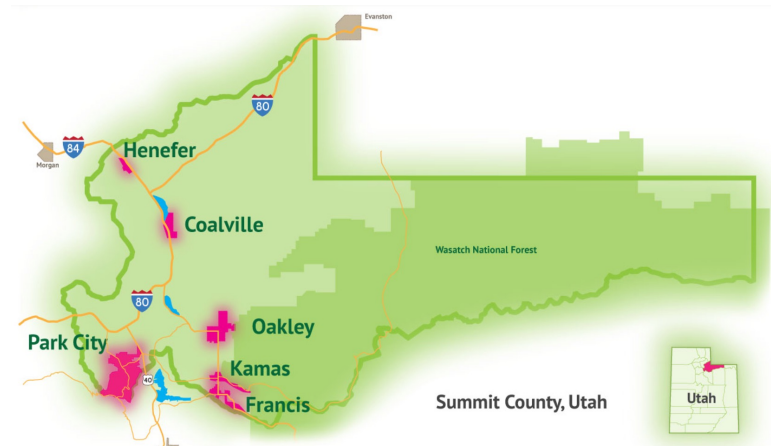 Evanston
80
84
Henefer
Morgan
Coalville
Wasatch National Forest
80
Oakley
Park City
Kamas
40
Francis
Summit County, Utah
Utah